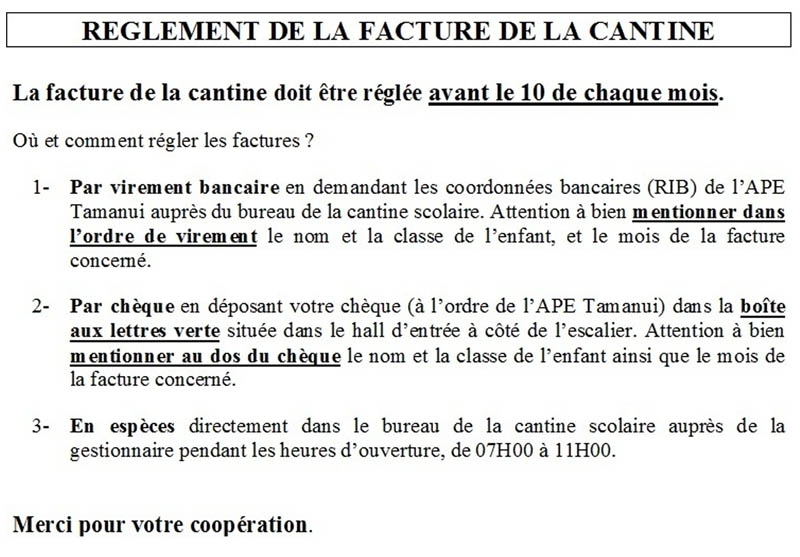 REGLEMENT DE LA FACTURE DE LA CANTINE
La facture de la cantine doit être réglée avant le 10 de chaque mois.
Où et comment régler les factures ?
1- Par virement bancaire en demandant les coordonnées bancaires (RIB) de l'APE
Tamanui auprès du bureau de la cantine scolaire. Attention à bien mentionner dans
l'ordre de virement le nom et la classe de l'enfant, et le mois de la facture
concerné.
2- Par chèque en déposant votre chèque (à l'ordre de l'APE Tamanui) dans la boîte
aux lettres verte située dans le hall d'entrée à côté de l'escalier. Attention à bien
mentionner au dos du chèque le nom et la classe de l'enfant ainsi que le mois de
la facture concerné.
3- En espèces directement dans le bureau de la cantine scolaire auprès de la
gestionnaire pendant les heures d'ouverture, de 07H00 à 11H00.
Merci pour votre coopération.